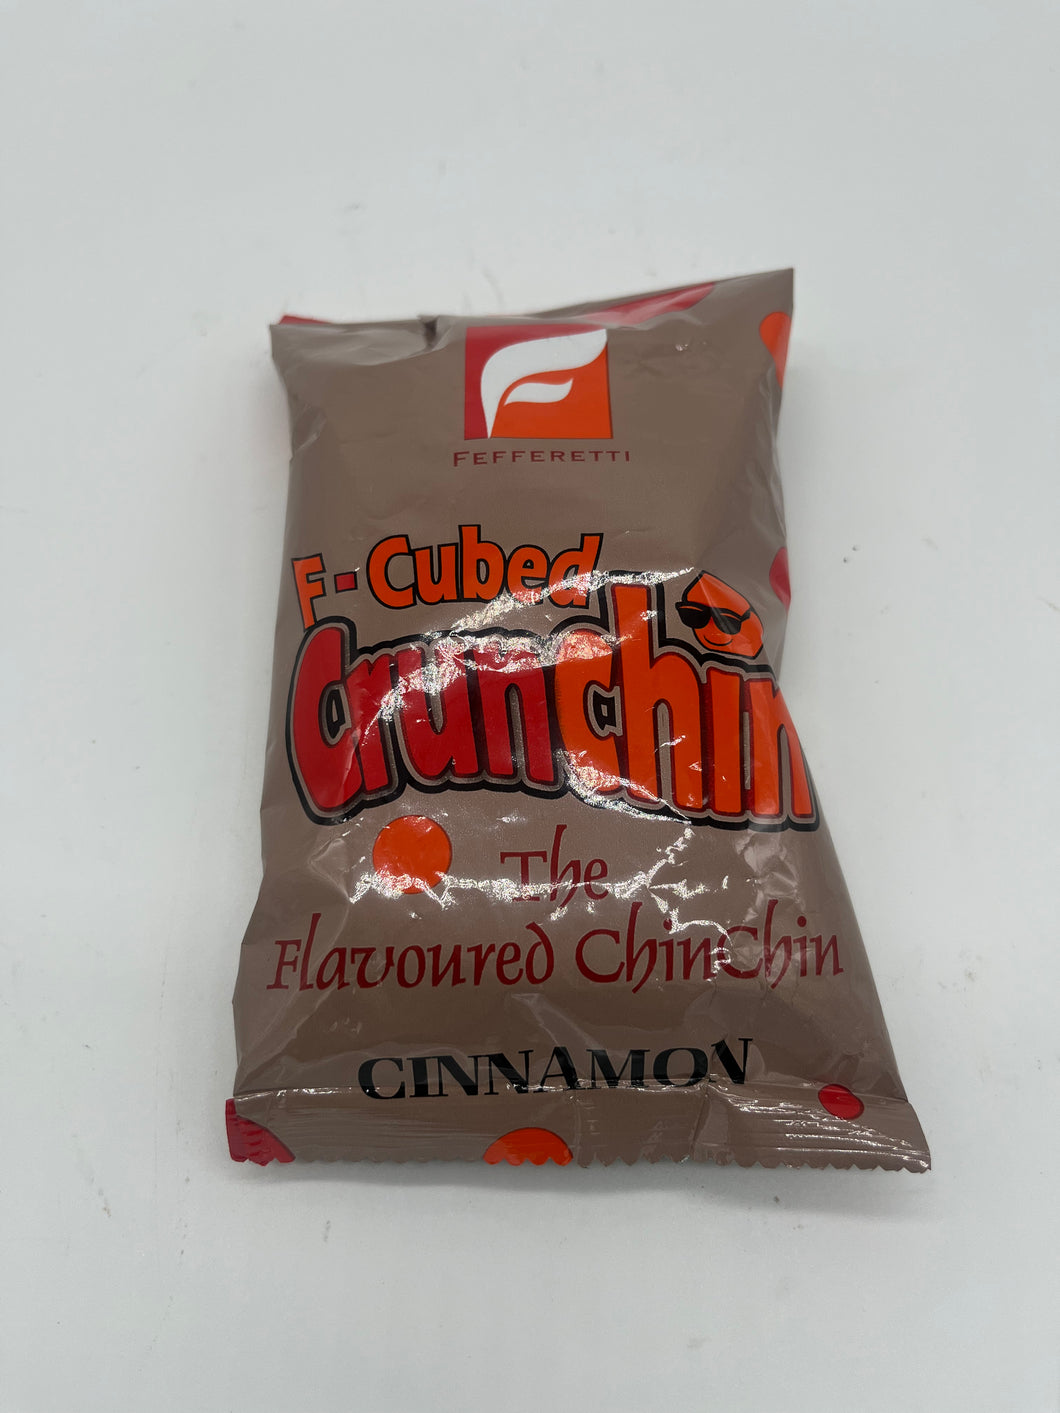 FEFFERETTI
F-Cubed
Crunchin
The
Flavoured ChinChin
CINNAMON